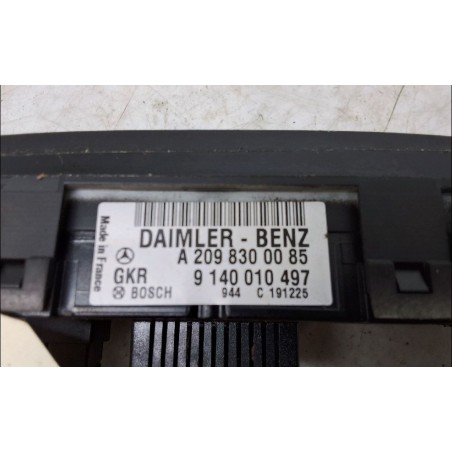 Made in France
DAIMLER - BENZ
A 209 830 00 85
GKR 9 140 010 497
BOSCH 944 C 191225